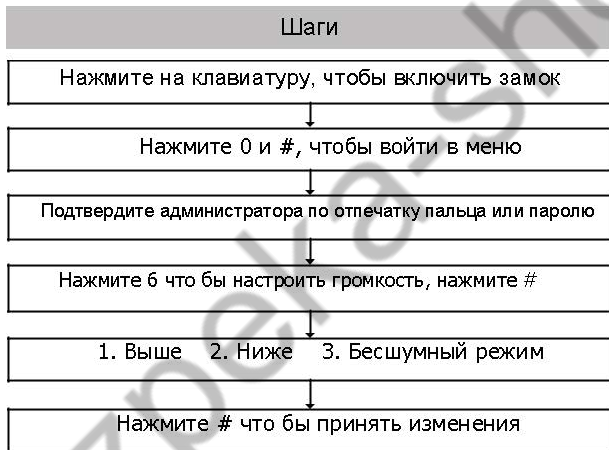 Шаги
Нажмите на клавиатуру, чтобы включить замок
Нажмите 0 и #, чтобы войти в меню
Подтвердите администратора по отпечатку пальца или паролю
Нажмите 6 что бы настроить громкость, нажмите #
1. Выше 2. Ниже 3. Бесшумный режим
Нажмите # что бы принять изменения